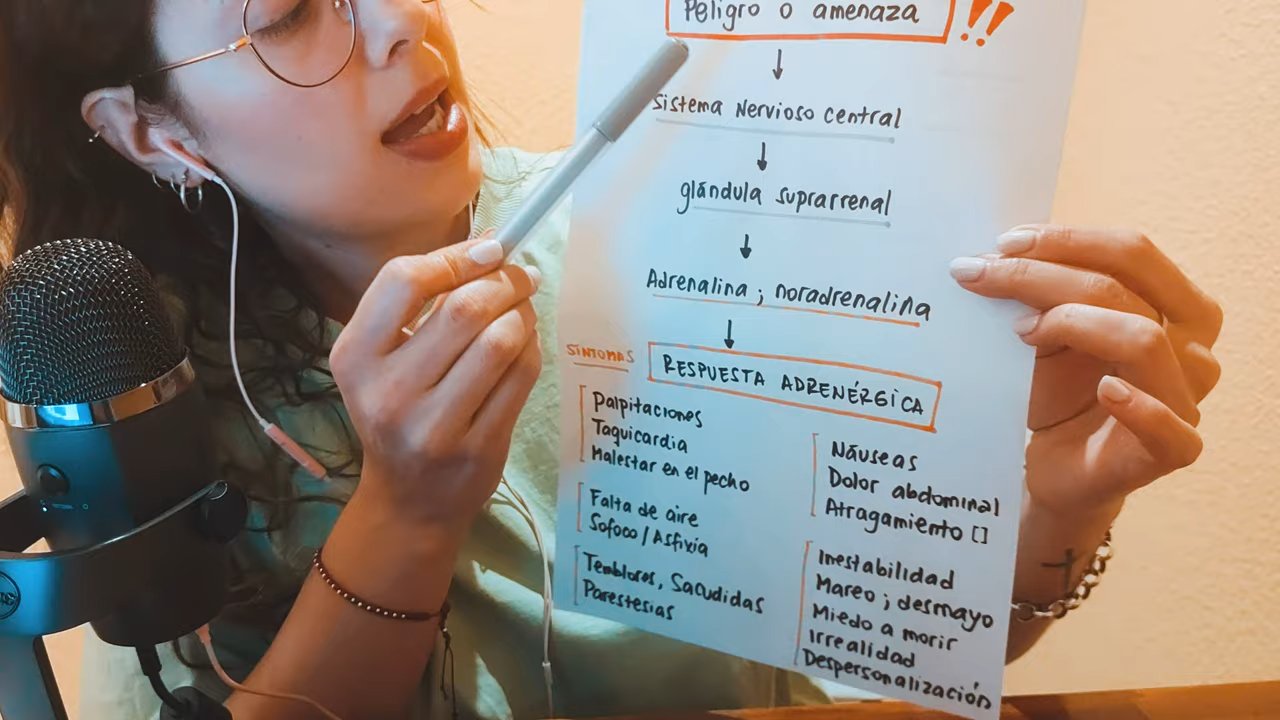 Peligro o amenaza !!
↓
Sistema Nervioso central
↓
glándula suprarrenal
↓
Adrenalina ; noradrenalina
↓
SÍNTOMAS
RESPUESTA ADRENÉRGICA
Palpitaciones
Taquicardia
Malestar en el pecho
Falta de aire
Sofoco / Asfixia
Temblores, Sacudidas
Parestesias
Náuseas
Dolor abdominal
Atragamiento []
Inestabilidad
Mareo ; desmayo
Miedo a morir
Irrealidad
Despersonalización